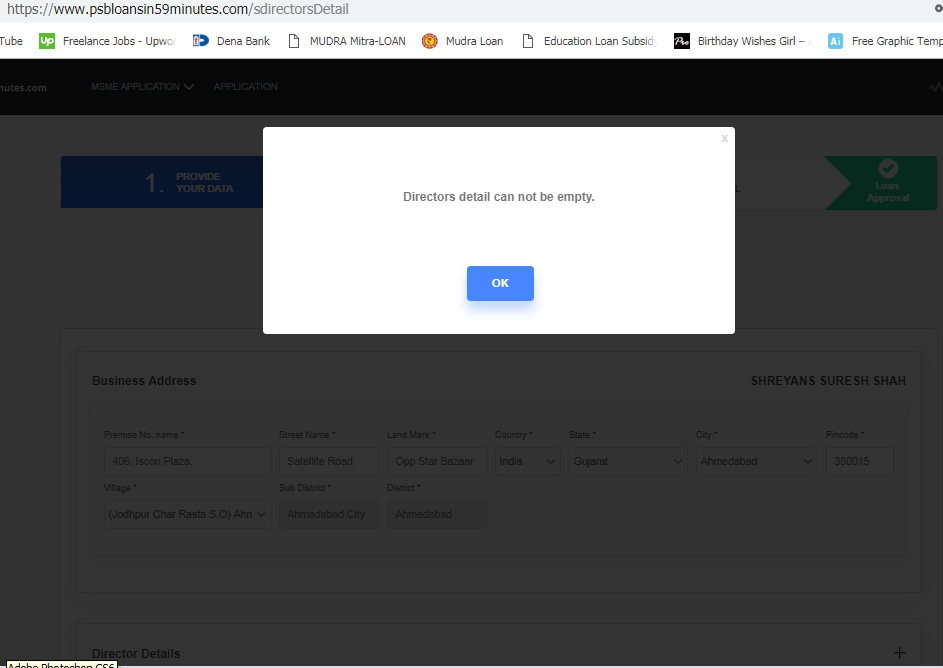 https://www.psbloansin59minutes.com/sdirectorsDetail
Tube Freelance Jobs - Upwor Dena Bank MUDRA Mitra-LOAN Mudra Loan Education Loan Subsidy Birthday Wishes Girl – Free Graphic Temp
nutes.com MSME APPLICATION APPLICATION
x
1. PROVIDE
YOUR DATA
Loan
Approval
Directors detail can not be empty.
OK
Business Address SHREYANS SURESH SHAH
Premise No. name * Street Name * Land Mark * Country * State * City * Pincode *
406, Iscon Plaza, Satellite Road Opp Star Bazaar India Gujarat Ahmedabad 380015
Village * Sub District * District *
(Jodhpur Char Rasta S.O) Ahn Ahmadabad City Ahmedabad
Director Details +
Adobe Photoshop CS6